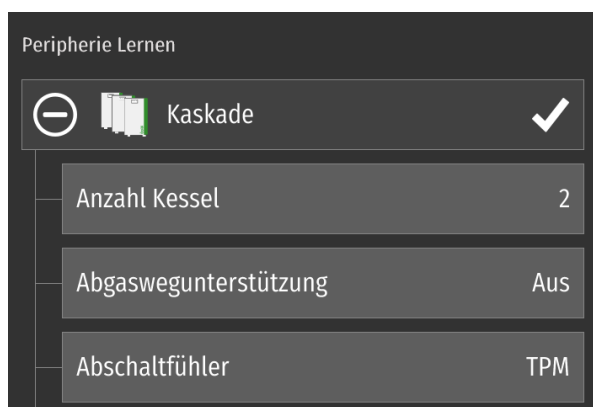 Peripherie Lernen
Kaskade
Anzahl Kessel 2
Abgaswegunterstützung Aus
Abschaltfühler TPM